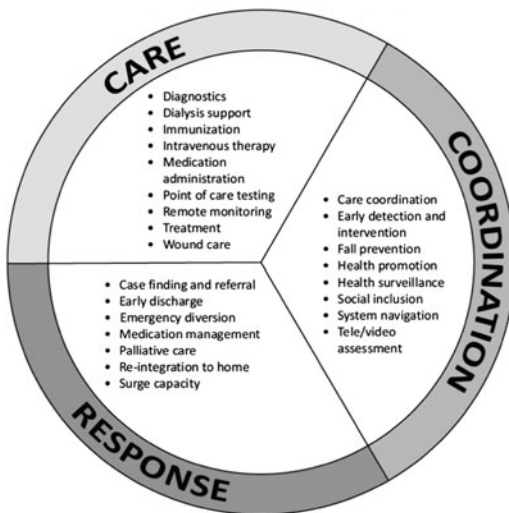 CARE
• Diagnostics
• Dialysis support
• Immunization
• Intravenous therapy
• Medication
administration
• Point of care testing
• Remote monitoring
• Treatment
• Wound care
COORDINATION
• Care coordination
• Early detection and
intervention
• Fall prevention
• Health promotion
• Health surveillance
• Social inclusion
• System navigation
• Tele/video
assessment
RESPONSE
• Case finding and referral
• Early discharge
• Emergency diversion
• Medication management
• Palliative care
• Re-integration to home
• Surge capacity